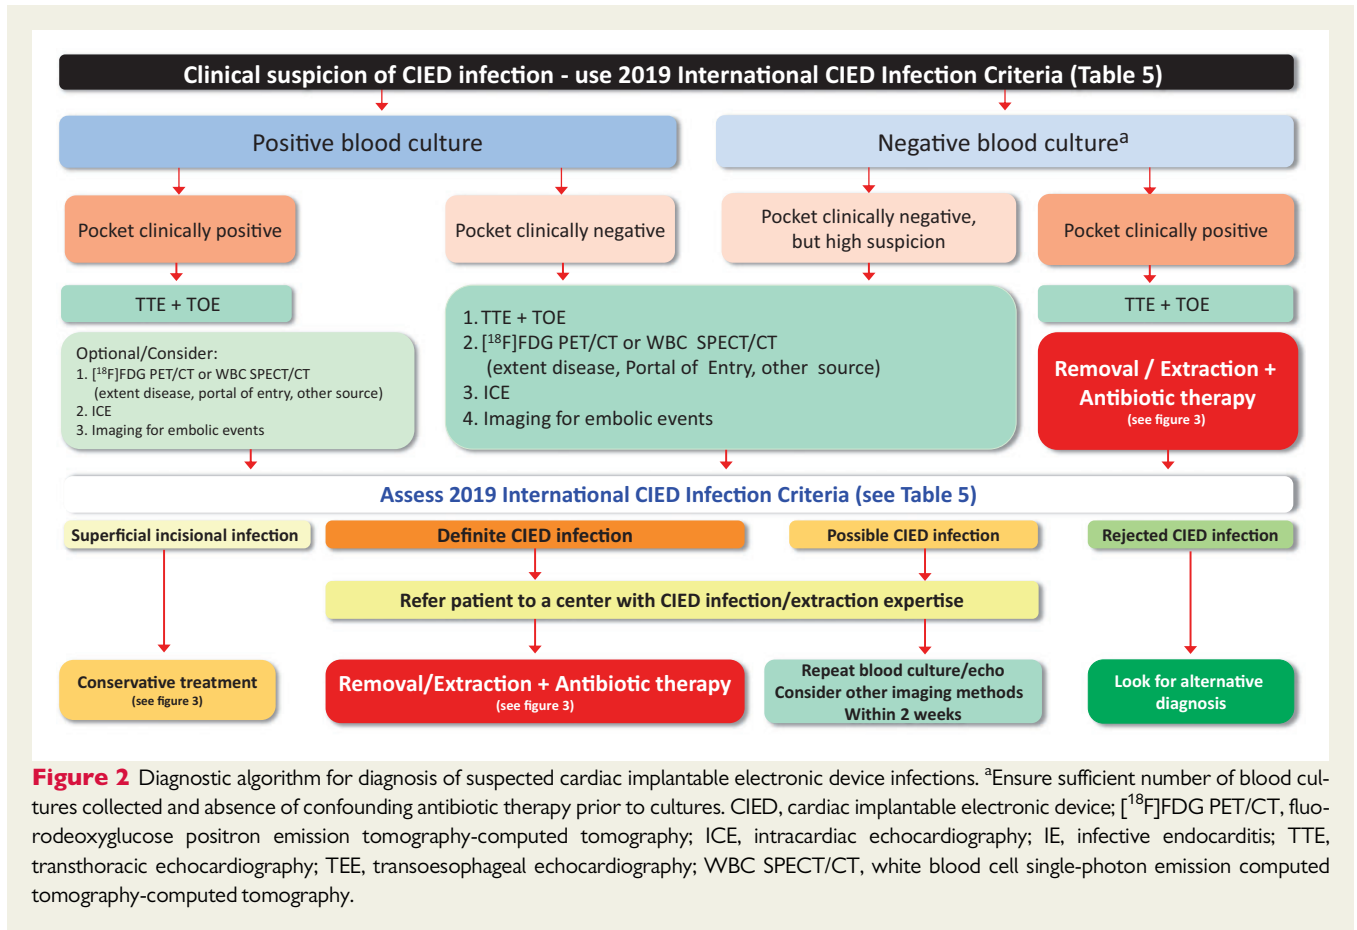 Clinical suspicion of CIED infection - use 2019 International CIED Infection Criteria (Table 5)
Positive blood culture
Negative blood cultureᵃ
Pocket clinically positive
Pocket clinically negative
Pocket clinically negative,
but high suspicion
Pocket clinically positive
TTE + TOE
Optional/Consider:
1. [¹⁸F]FDG PET/CT or WBC SPECT/CT
(extent disease, portal of entry, other source)
2. ICE
3. Imaging for embolic events
1. TTE + TOE
2. [¹⁸F]FDG PET/CT or WBC SPECT/CT
(extent disease, Portal of Entry, other source)
3. ICE
4. Imaging for embolic events
TTE + TOE
Removal / Extraction +
Antibiotic therapy
(see figure 3)
Assess 2019 International CIED Infection Criteria (see Table 5)
Superficial incisional infection
Definite CIED infection
Possible CIED infection
Rejected CIED infection
Refer patient to a center with CIED infection/extraction expertise
Conservative treatment
(see figure 3)
Removal/Extraction + Antibiotic therapy
(see figure 3)
Repeat blood culture/echo
Consider other imaging methods
Within 2 weeks
Look for alternative
diagnosis
Figure 2 Diagnostic algorithm for diagnosis of suspected cardiac implantable electronic device infections. ᵃEnsure sufficient number of blood cul-
tures collected and absence of confounding antibiotic therapy prior to cultures. CIED, cardiac implantable electronic device; [¹⁸F]FDG PET/CT, fluo-
rodeoxyglucose positron emission tomography-computed tomography; ICE, intracardiac echocardiography; IE, infective endocarditis; TTE,
transthoracic echocardiography; TEE, transoesophageal echocardiography; WBC SPECT/CT, white blood cell single-photon emission computed
tomography-computed tomography.